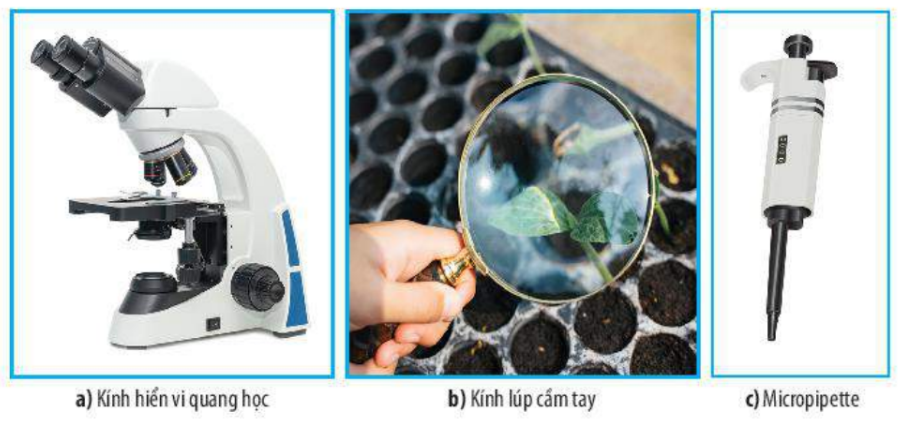 a) Kính hiển vi quang học
b) Kính lúp cầm tay
c) Micropipette